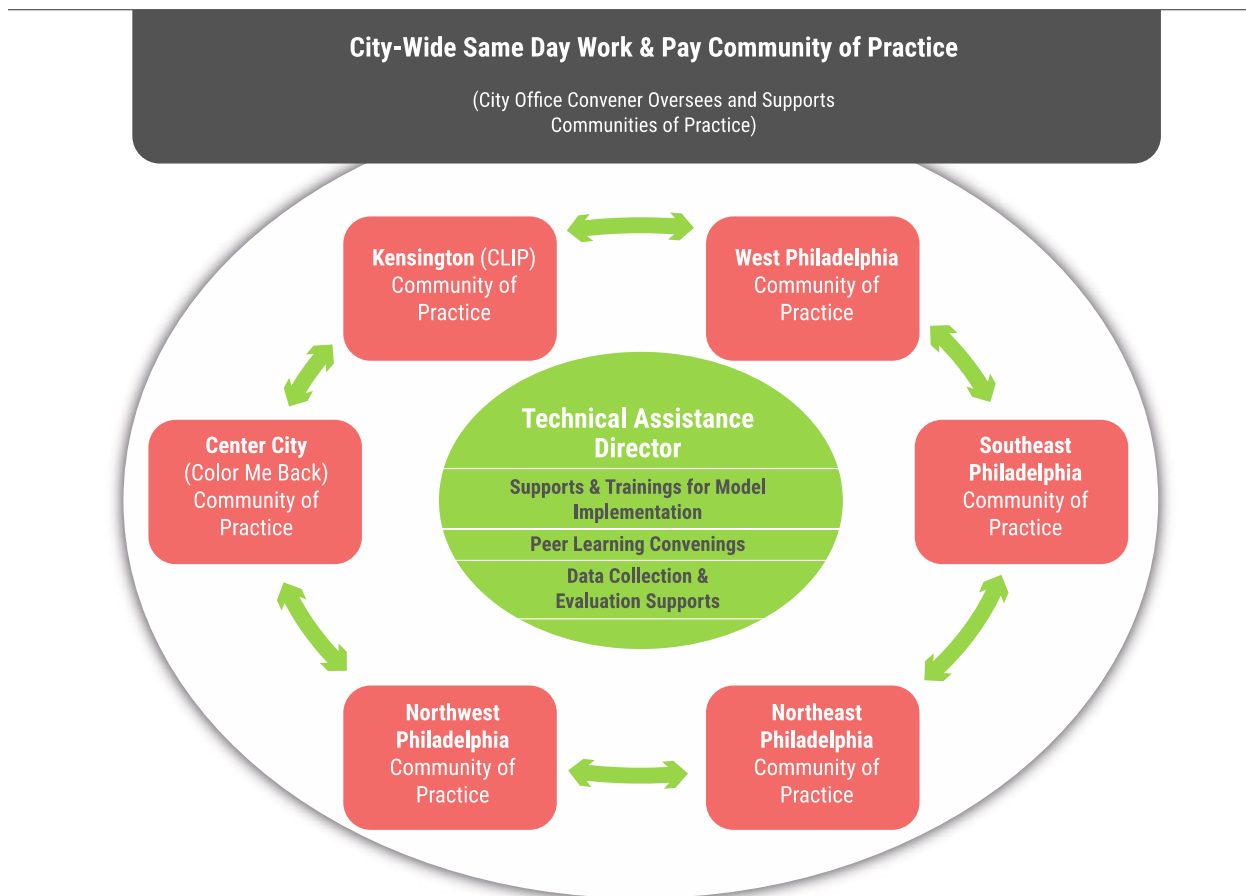 City-Wide Same Day Work & Pay Community of Practice
(City Office Convener Oversees and Supports
Communities of Practice)
Kensington (CLIP)
Community of
Practice
West Philadelphia
Community of
Practice
Center City
(Color Me Back)
Community of
Practice
Technical Assistance
Director
Supports & Trainings for Model
Implementation
Peer Learning Convenings
Data Collection &
Evaluation Supports
Southeast
Philadelphia
Community of
Practice
Northwest
Philadelphia
Community of
Practice
Northeast
Philadelphia
Community of
Practice